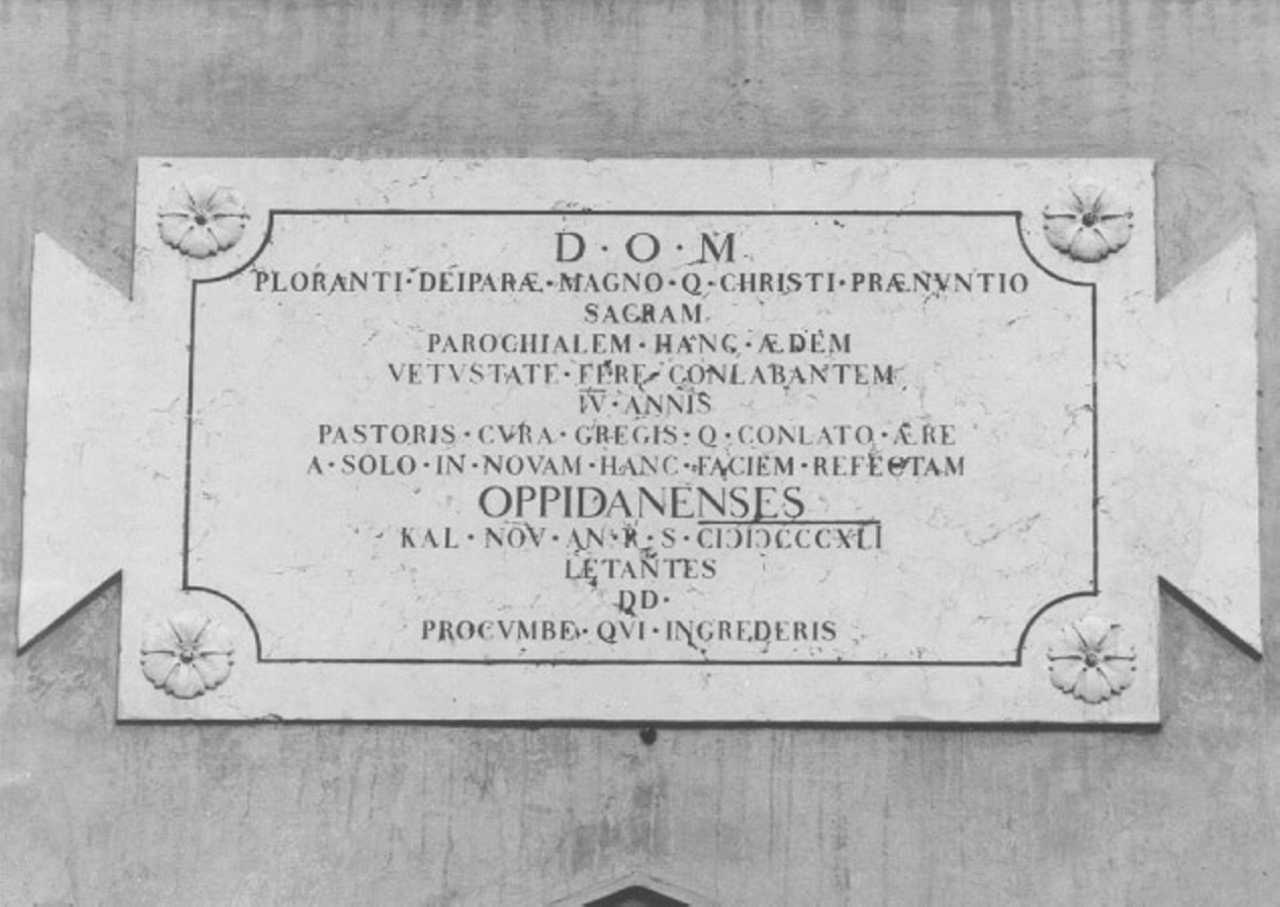 D·O·M
PLORANTI·DEIPARÆ·MAGNO·Q·CHRISTI·PRÆNVNTIO
SACRAM
PAROCHIALEM·HANC·ÆDEM
VETVSTATE·FERE·CONLABANTEM
IV·ANNIS
PASTORIS·CVRA·GREGIS·Q·CONLATO·ÆRE
A·SOLO·IN·NOVAM·HANC·FACIEM·REFECTAM
OPPIDANENSES
KAL·NOV·AN·R·S·CIƆIƆCCCXLI
LETANTES
DD·
PROCVMBE·QVI·INGREDERIS